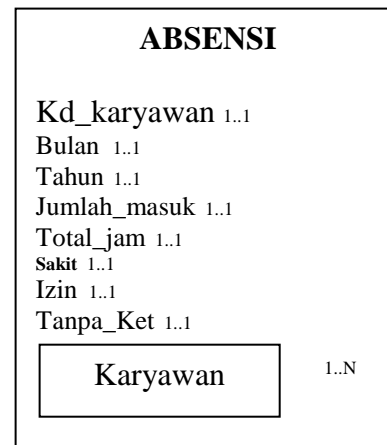 ABSENSI
Kd_karyawan 1..1
Bulan 1..1
Tahun 1..1
Jumlah_masuk 1..1
Total_jam 1..1
Sakit 1..1
Izin 1..1
Tanpa_Ket 1..1
Karyawan 1..N